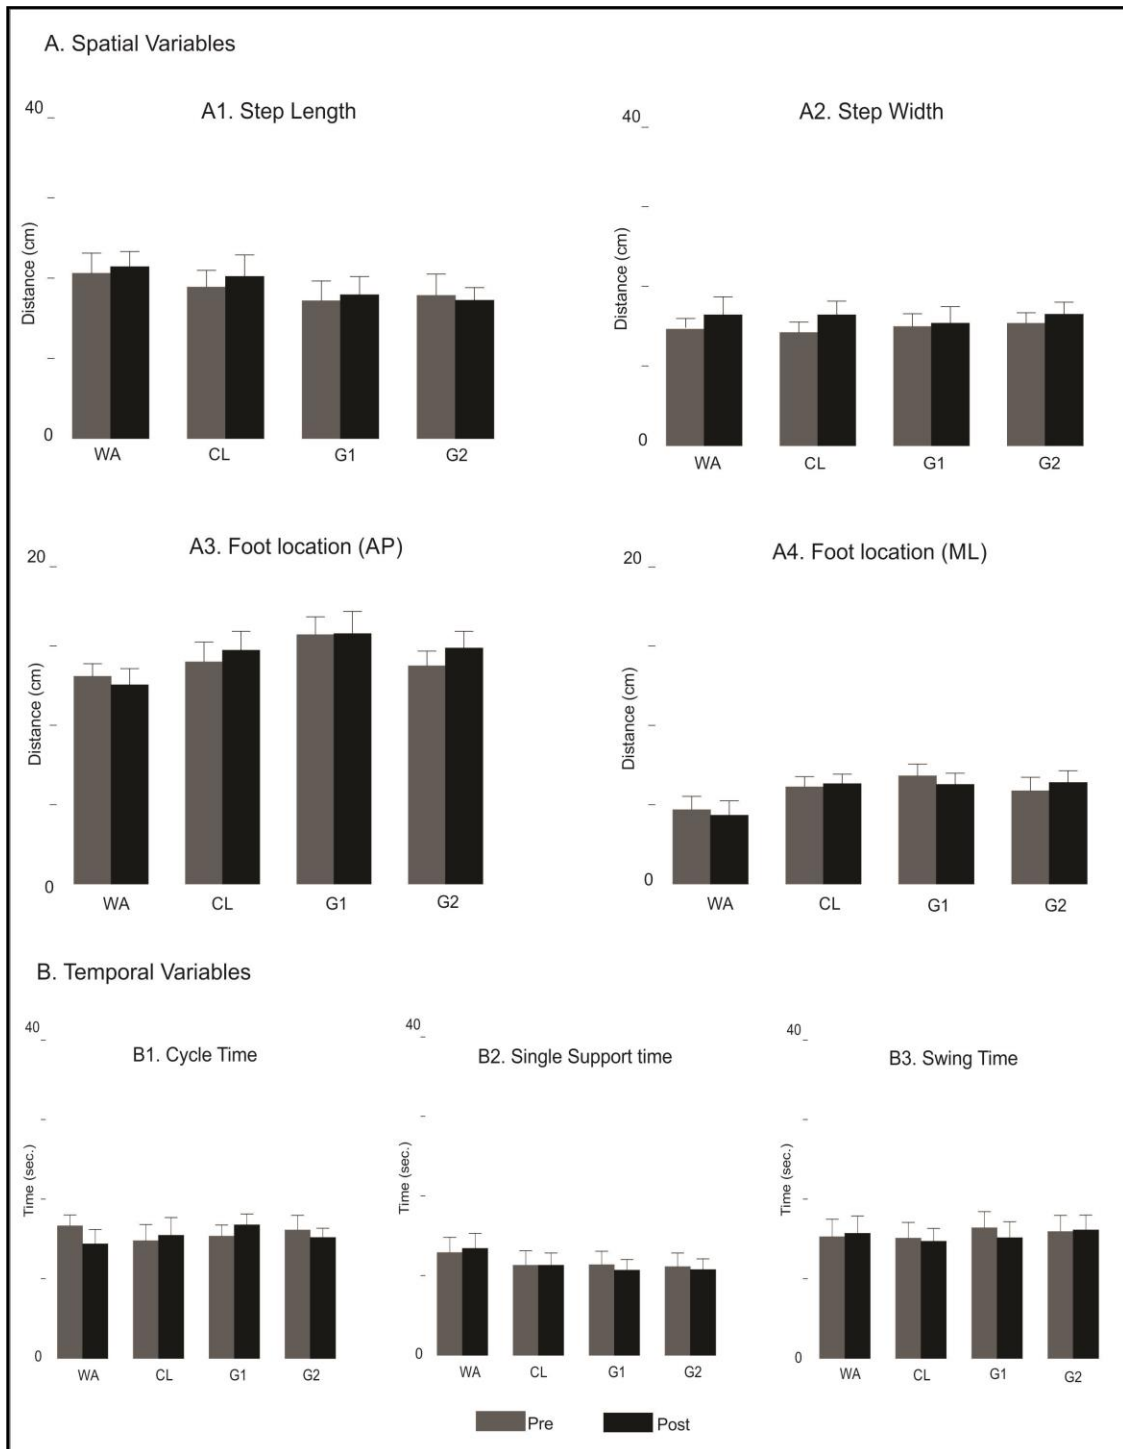 A. Spatial Variables
A1. Step Length
40
Distance (cm)
0
WA CL G1 G2
A2. Step Width
40
Distance (cm)
0
WA CL G1 G2
A3. Foot location (AP)
20
Distance (cm)
0
WA CL G1 G2
A4. Foot location (ML)
20
Distance (cm)
0
WA CL G1 G2
B. Temporal Variables
40
B1. Cycle Time
Time (sec.)
0
WA CL G1 G2
40
B2. Single Support time
Time (sec.)
0
WA CL G1 G2
40
B3. Swing Time
Time (sec.)
0
WA CL G1 G2
Pre Post